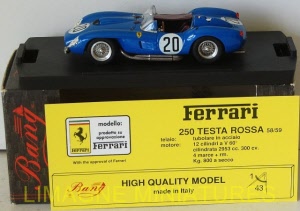 20
Bang
modello:
prodotto su
approvazione
Ferrari
With the approval of Ferrari
Ferrari
250 TESTA ROSSA 58/59
telaio: tubolare in acciaio
motore: 12 cilindri a V 60°
cilindrata 2953 cc. 300 cv.
4 marce + rm.
Kg. 800 a secco
Bang
HIGH QUALITY MODEL
made in Italy
43